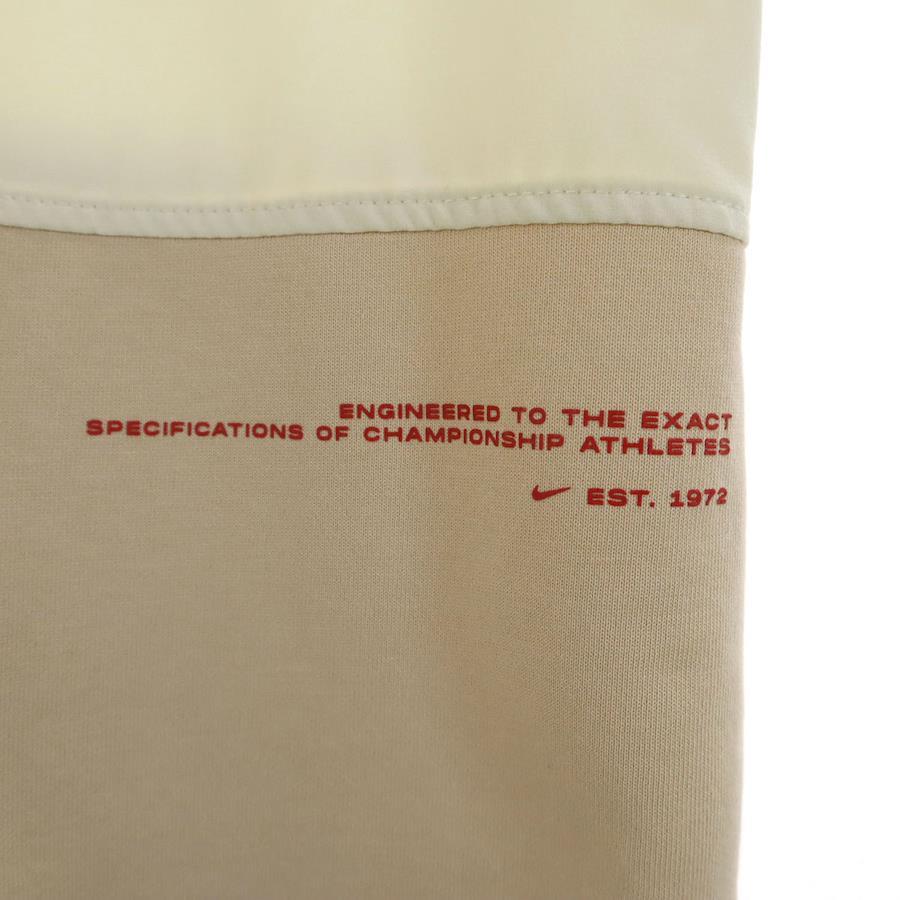 ENGINEERED TO THE EXACT
SPECIFICATIONS OF CHAMPIONSHIP ATHLETES
EST. 1972